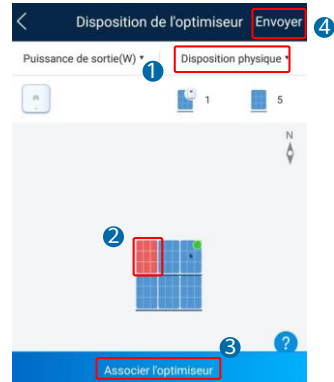 Disposition de l'optimiseur Envoyer 4
Puissance de sortie(W) 1 Disposition physique
1 5
N
2
3 ?
Associer l'optimiseur